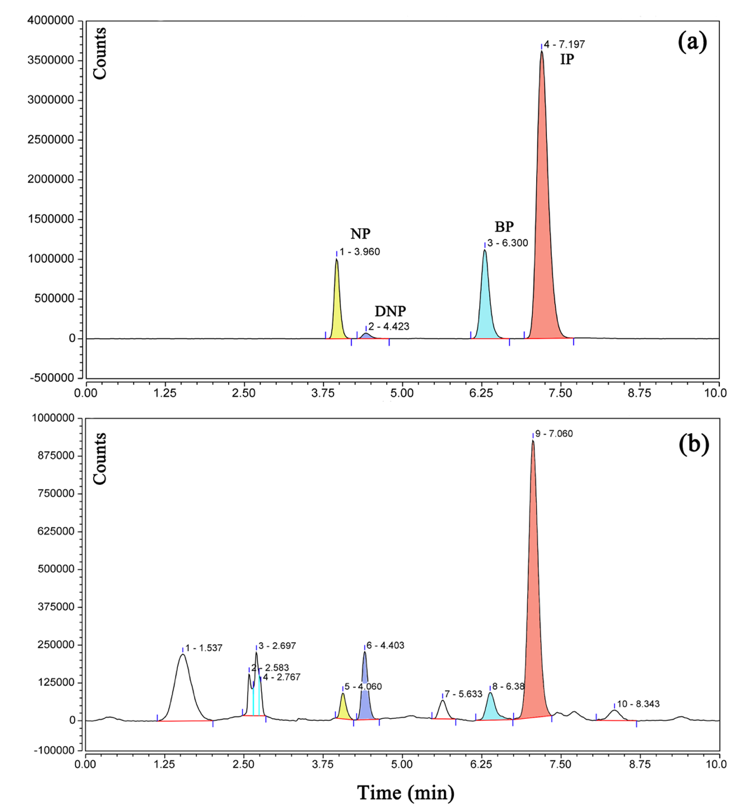 4000000
3500000
3000000
2500000
2000000
1500000
1000000
500000
0
-500000
Counts
(a)
4 - 7.197
IP
NP
1 - 3.960
DNP
2 - 4.423
BP
3 - 6.300
0.00 1.25 2.50 3.75 5.00 6.25 7.50 8.75 10.0
1000000
875000
750000
625000
500000
375000
250000
125000
0
-100000
Counts
(b)
9 - 7.060
1 - 1.537
3 - 2.697
2 - 2.583
4 - 2.767
6 - 4.403
5 - 4.060
7 - 5.633
8 - 6.38
10 - 8.343
0.00 1.25 2.50 3.75 5.00 6.25 7.50 8.75 10.0
Time (min)